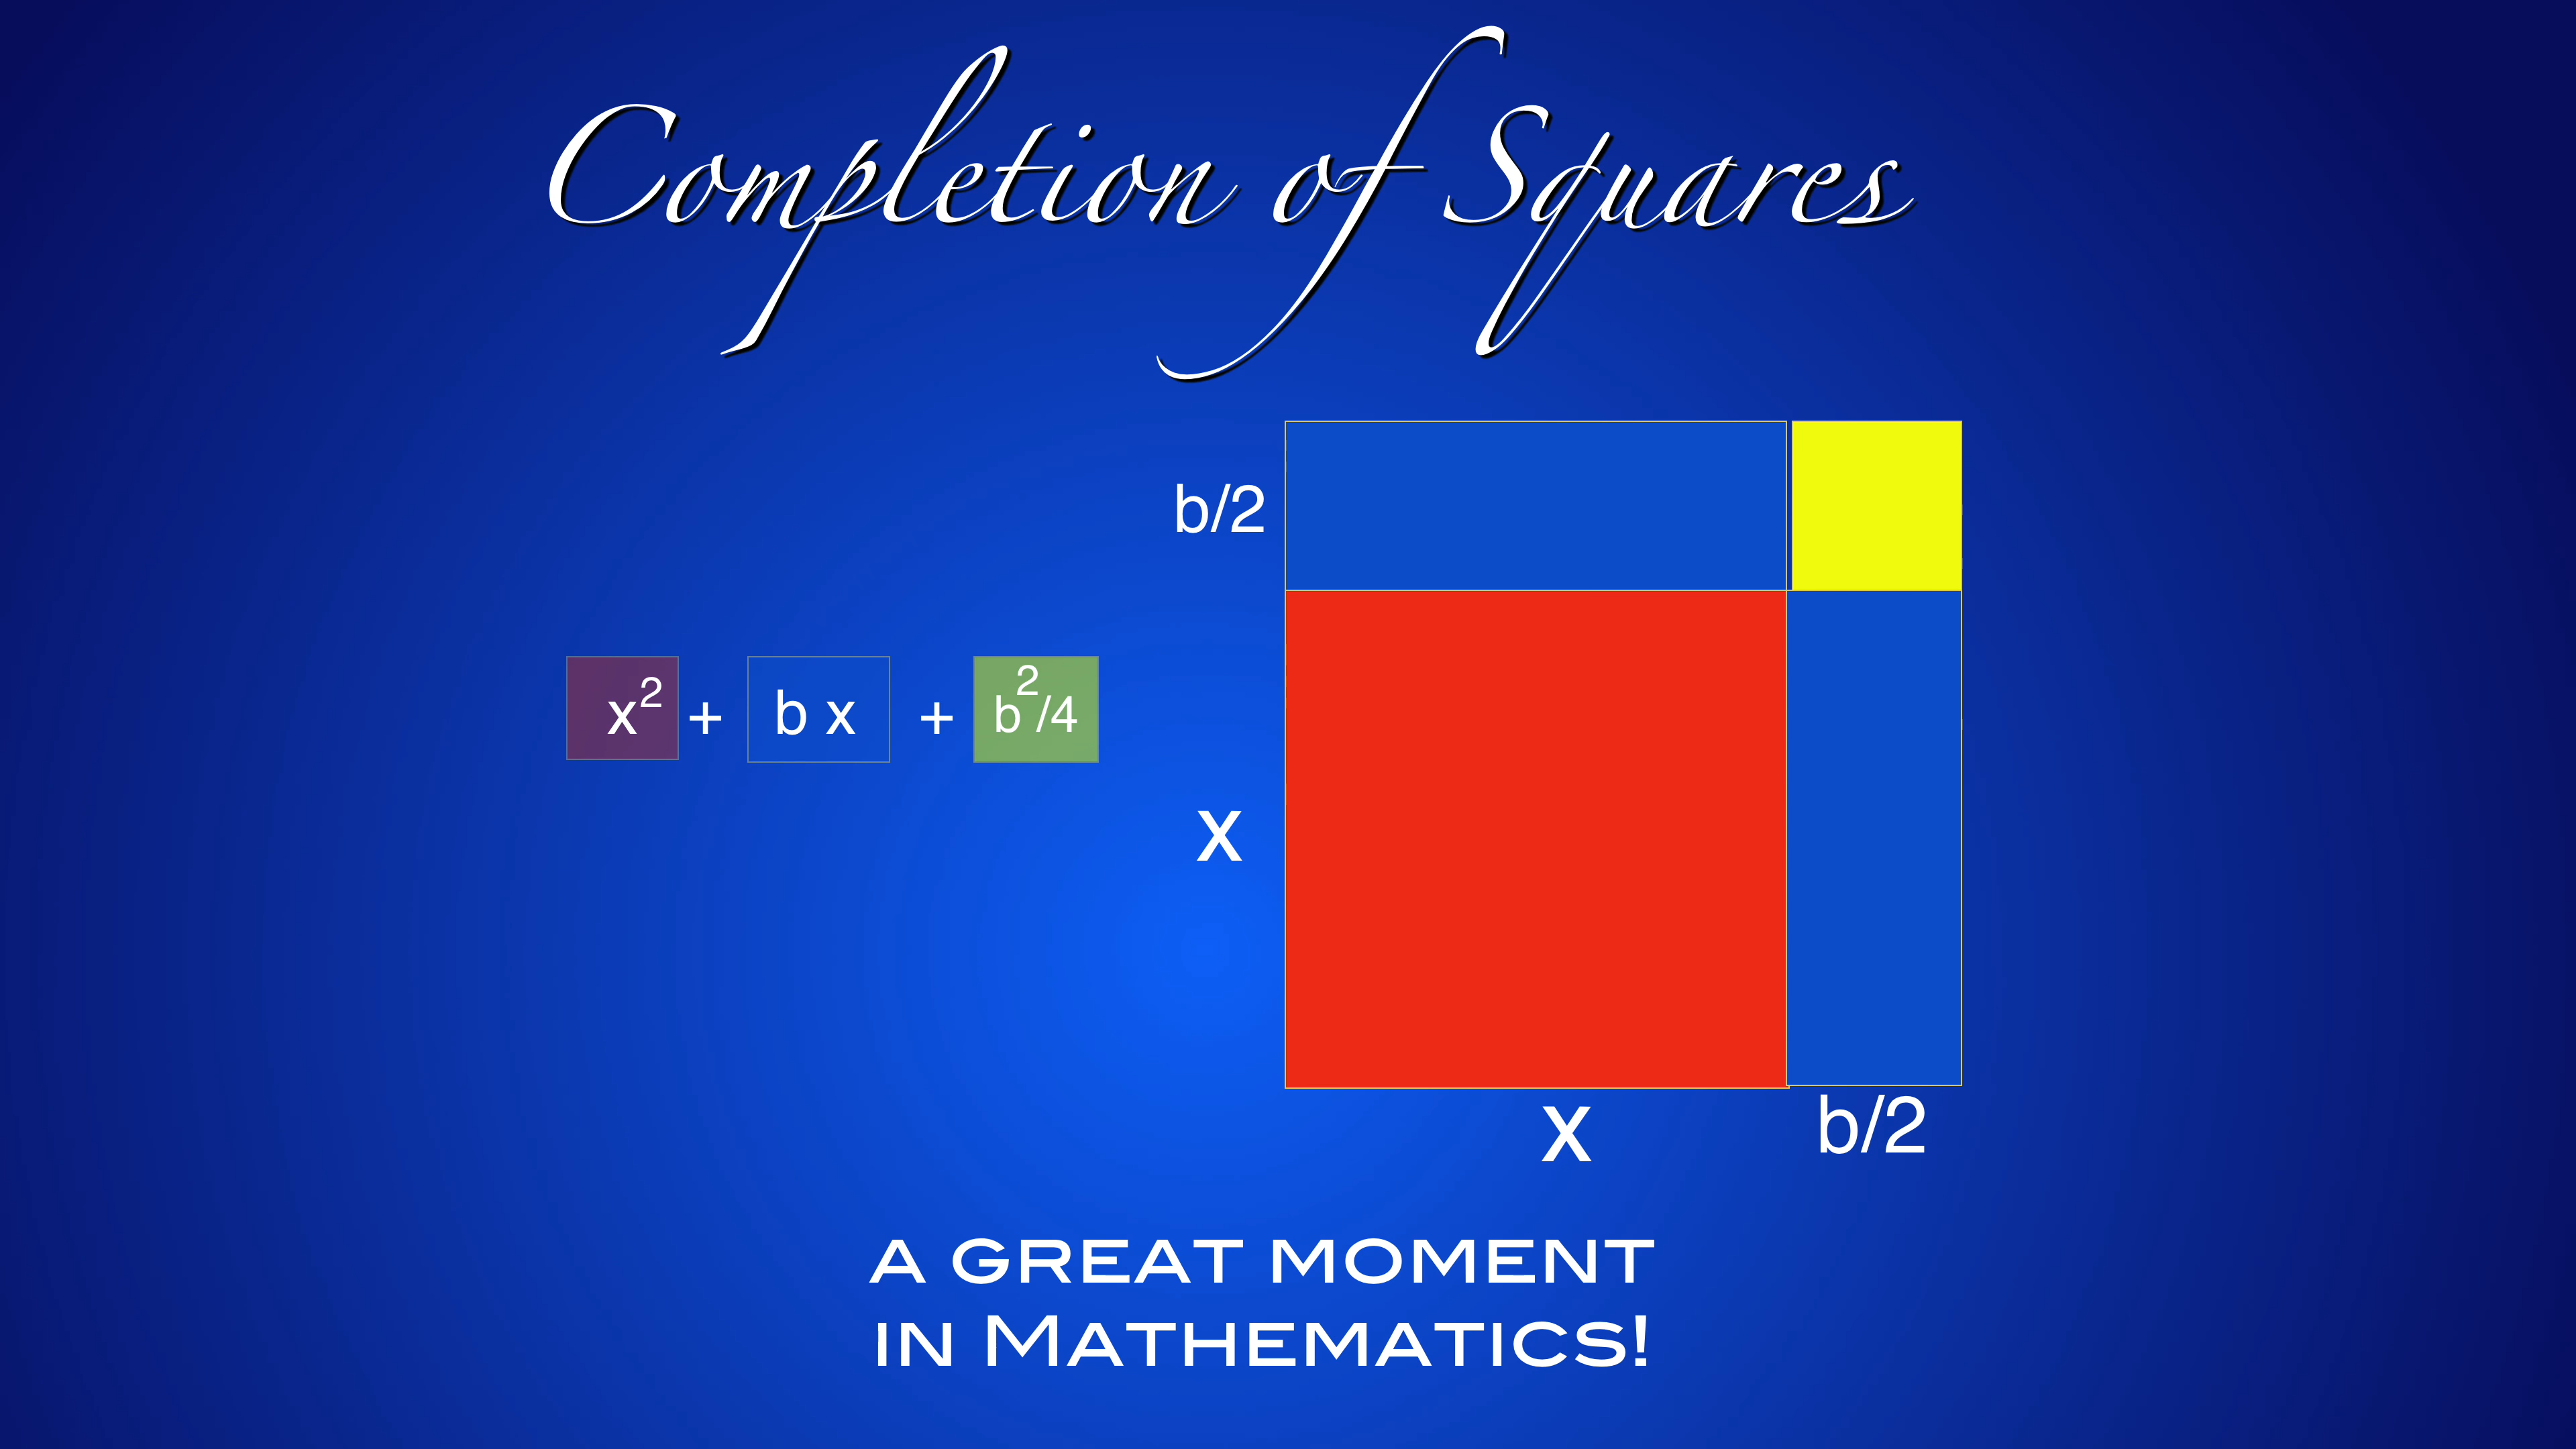 Completion of Squares
b/2
x² + b x + b²/4
x
x b/2
A GREAT MOMENT
IN MATHEMATICS!